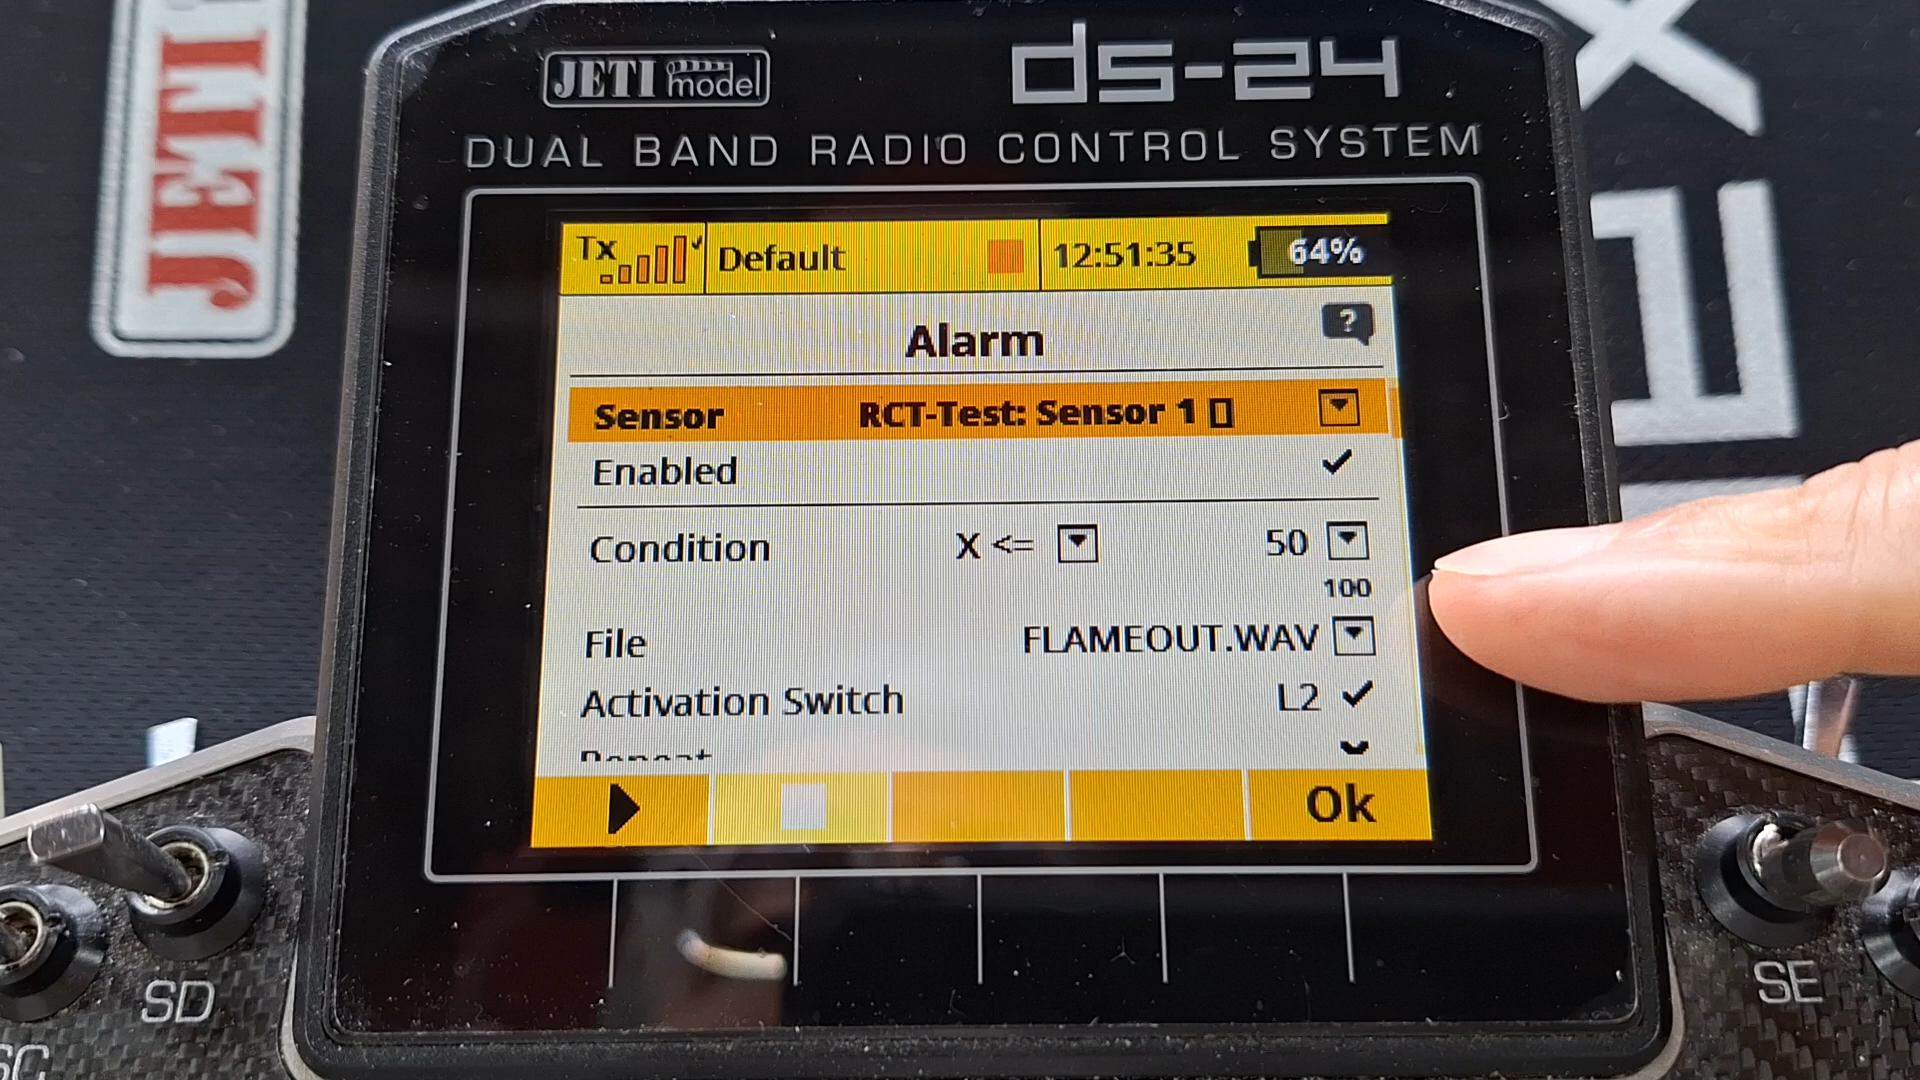 JETI
JETI model
ds-24
DUAL BAND RADIO CONTROL SYSTEM
Tx Default 12:51:35 64%
Alarm ?
Sensor RCT-Test: Sensor 1
Enabled
Condition X <= 50
100
File FLAMEOUT.WAV
Activation Switch L2
Ok
SD
SE
SC